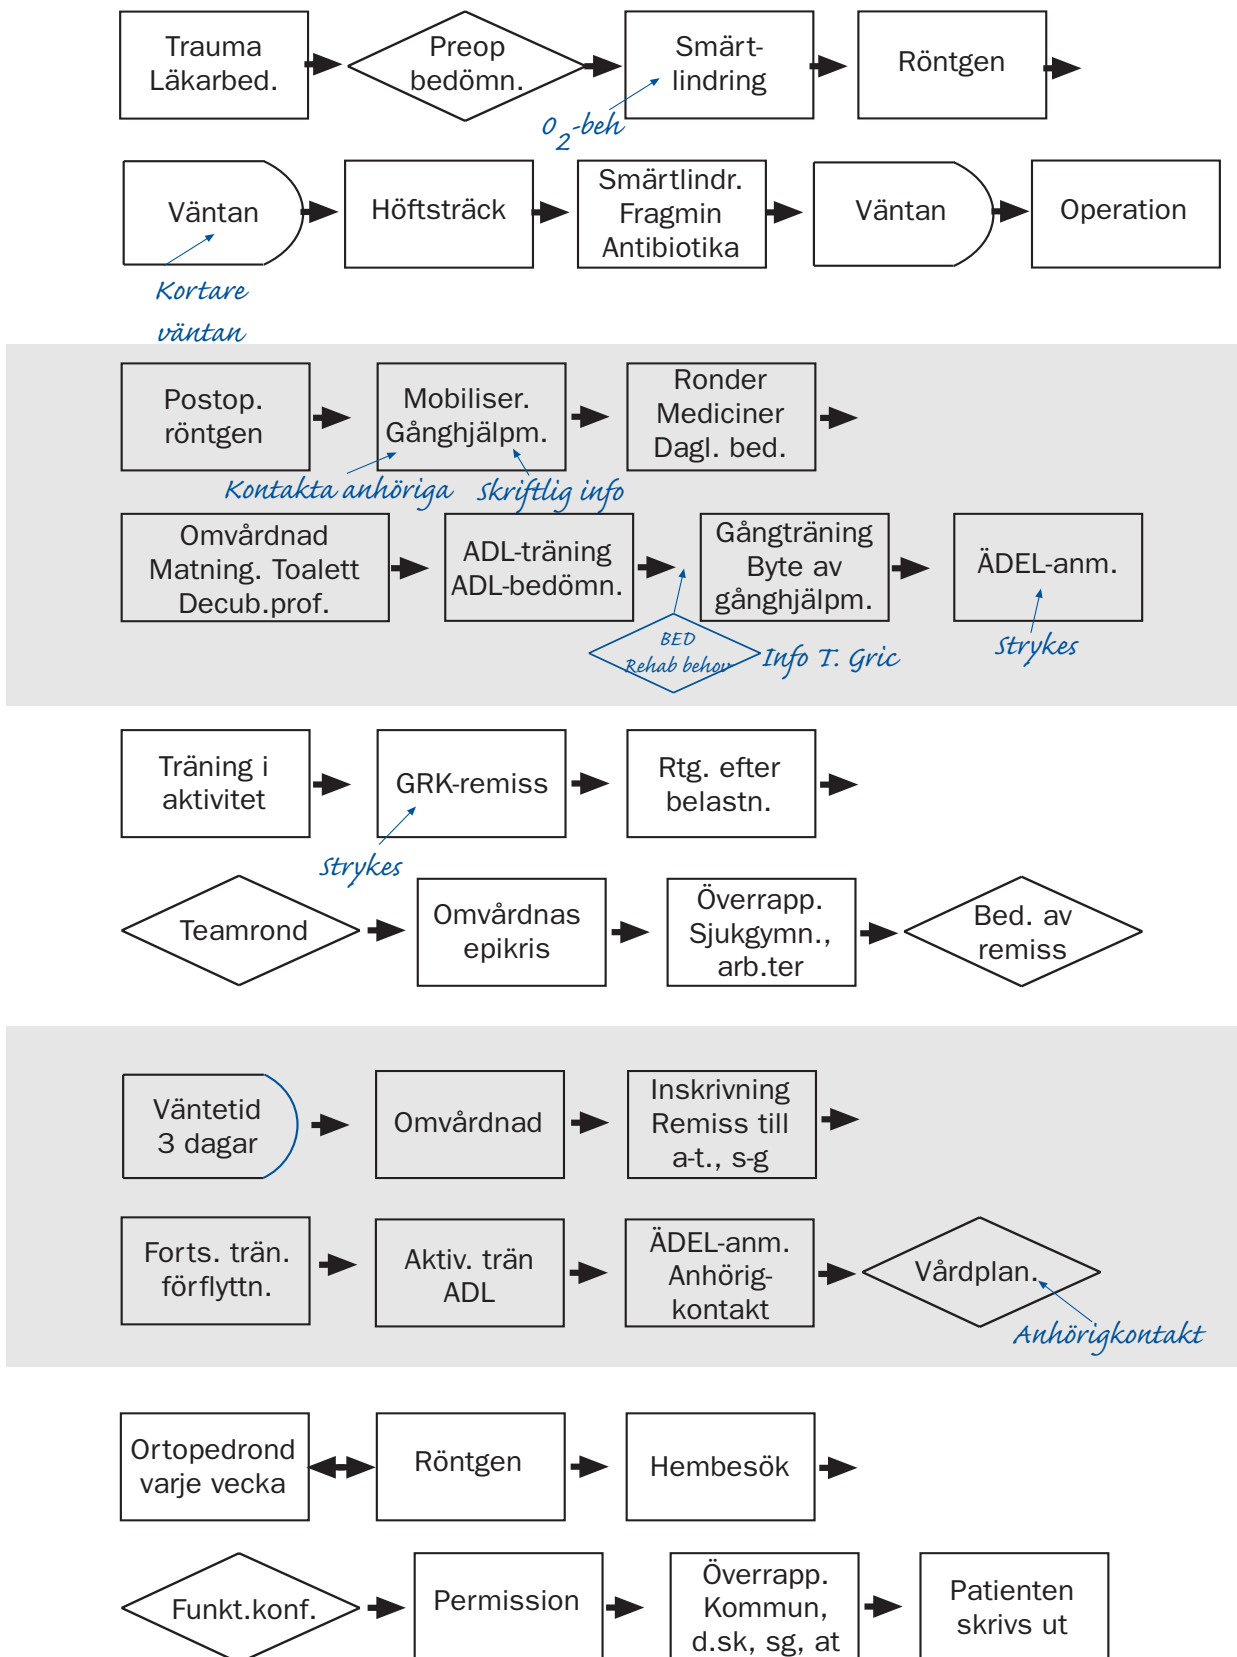 Trauma
Läkarbed.
Preop
bedömn.
Smärt-
lindring
Röntgen
O2-beh
Väntan
Höftsträck
Smärtlindr.
Fragmin
Antibiotika
Väntan
Operation
Kortare
väntan
Postop.
röntgen
Mobiliser.
Gånghjälpm.
Ronder
Mediciner
Dagl. bed.
Kontakta anhöriga
Skriftlig info
Omvårdnad
Matning. Toalett
Decub.prof.
ADL-träning
ADL-bedömn.
Gångträning
Byte av
gånghjälpm.
ÄDEL-anm.
BED
Rehab behov
Info T. Gric
Strykes
Träning i
aktivitet
GRK-remiss
Rtg. efter
belastn.
Strykes
Teamrond
Omvårdnas
epikris
Överrapp.
Sjukgymn.,
arb.ter
Bed. av
remiss
Väntetid
3 dagar
Omvårdnad
Inskrivning
Remiss till
a-t., s-g
Forts. trän.
förflyttn.
Aktiv. trän
ADL
ÄDEL-anm.
Anhörig-
kontakt
Vårdplan.
Anhörigkontakt
Ortopedrond
varje vecka
Röntgen
Hembesök
Funkt.konf.
Permission
Överrapp.
Kommun,
d.sk, sg, at
Patienten
skrivs ut